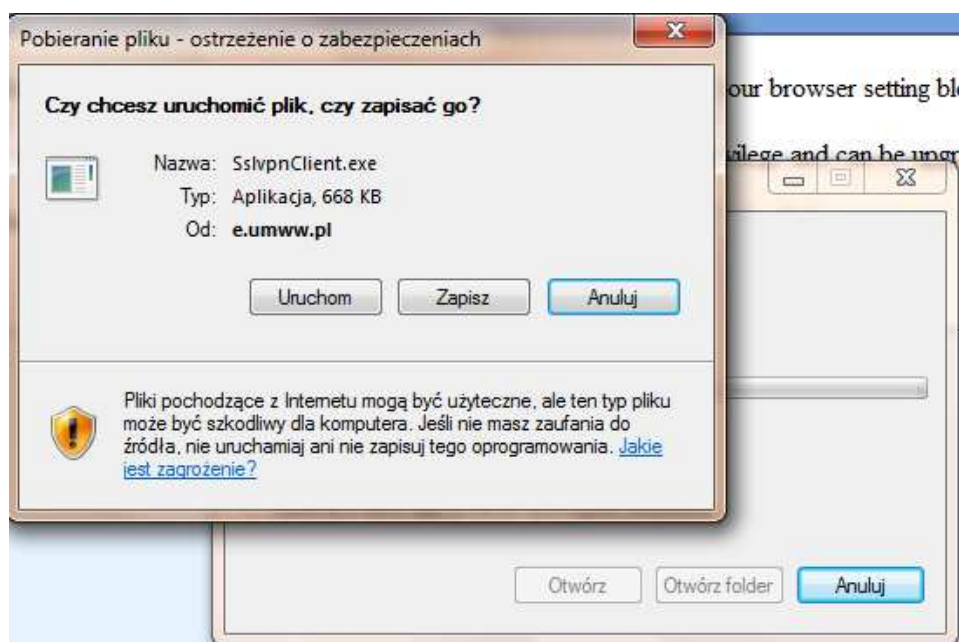 Pobieranie pliku - ostrzeżenie o zabezpieczeniach
Czy chcesz uruchomić plik, czy zapisać go?
Nazwa: SslvpnClient.exe
Typ: Aplikacja, 668 KB
Od: e.umww.pl
Uruchom Zapisz Anuluj
Pliki pochodzące z Internetu mogą być użyteczne, ale ten typ pliku
może być szkodliwy dla komputera. Jeśli nie masz zaufania do
źródła, nie uruchamiaj ani nie zapisuj tego oprogramowania. Jakie
jest zagrożenie?
our browser setting
and can be
Otwórz Otwórz folder Anuluj